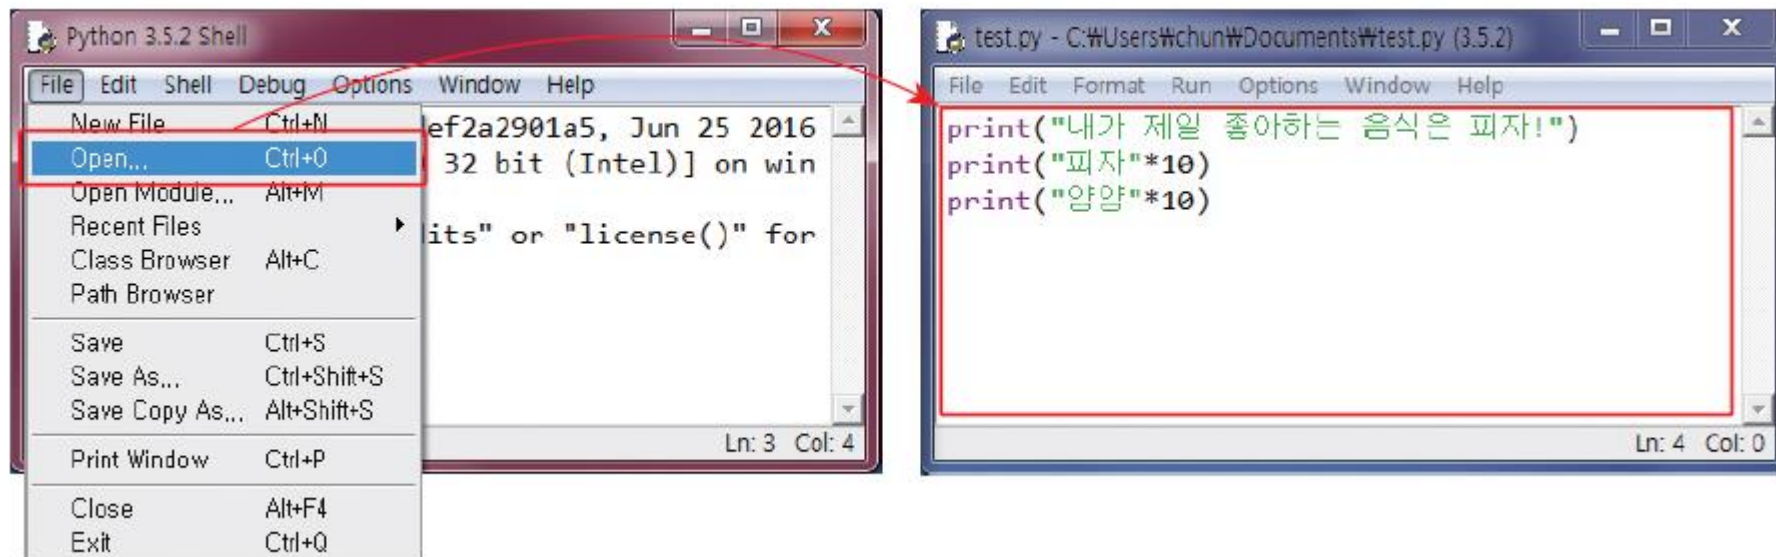 Python 3.5.2 Shell
File Edit Shell Debug Options Window Help
New File Ctrl+N
Open... Ctrl+O
Open Module... Alt+M
Recent Files
Class Browser Alt+C
Path Browser
Save Ctrl+S
Save As... Ctrl+Shift+S
Save Copy As... Alt+Shift+S
Print Window Ctrl+P
Close Alt+F4
Exit Ctrl+Q
ef2a2901a5, Jun 25 2016
32 bit (Intel)] on win
its" or "license()" for
Ln: 3 Col: 4
test.py - C:₩Users₩chun₩Documents₩test.py (3.5.2)
File Edit Format Run Options Window Help
print("내가 제일 좋아하는 음식은 피자!")
print("피자"*10)
print("얌얌"*10)
Ln: 4 Col: 0